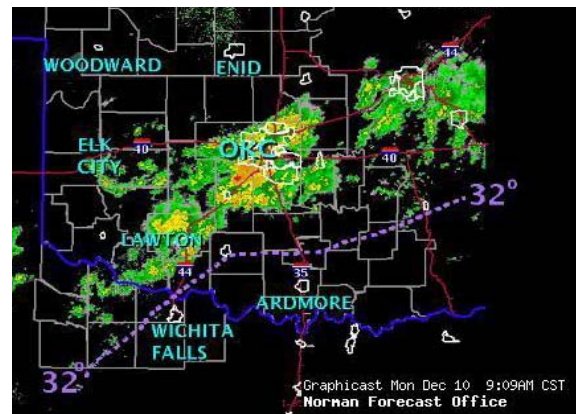 44
WOODWARD
ENID
ELK
CITY
40
OKC
40
32°
LAWTON
44
35
ARDMORE
WICHITA
FALLS
32°
Graphicast Mon Dec 10 9:09AM CST
Norman Forecast Office